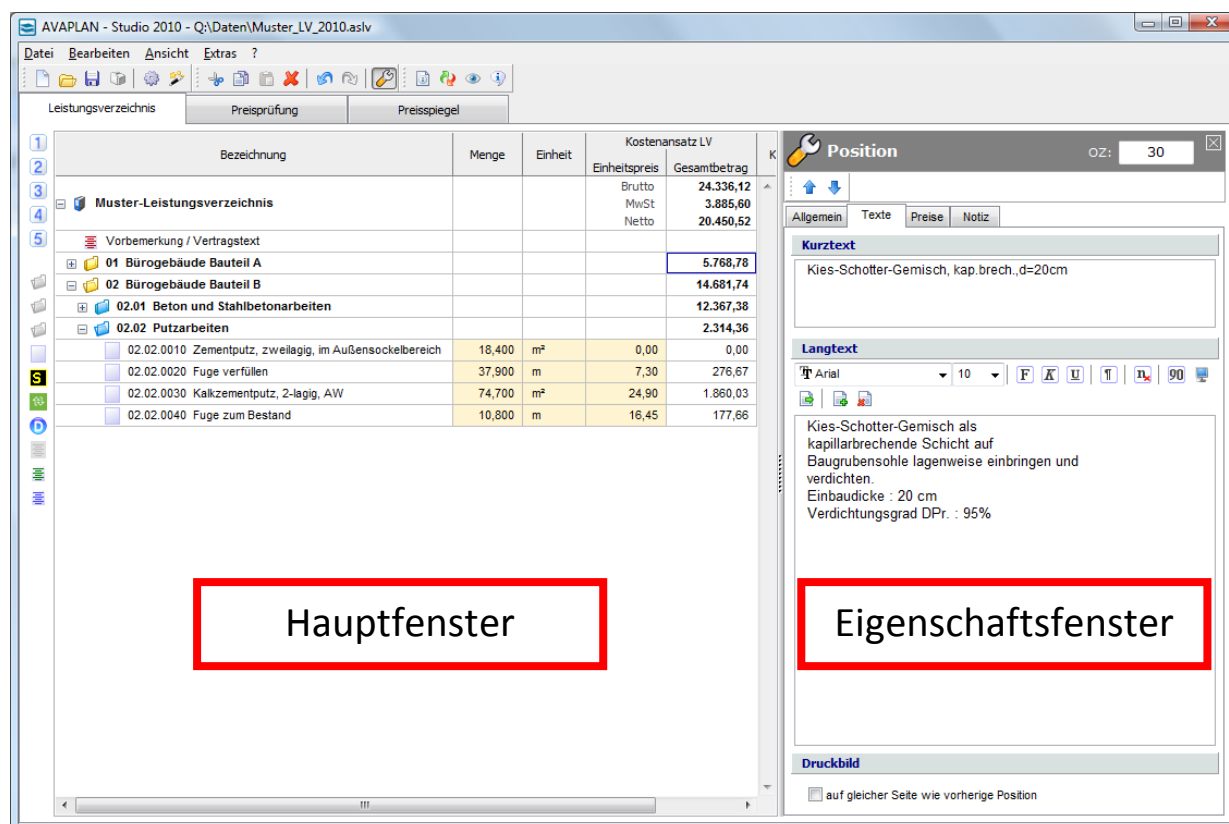 AVAPLAN - Studio 2010 - Q:\Daten\Muster_LV_2010.aslv
Datei Bearbeiten Ansicht Extras ?
Leistungsverzeichnis Preisprüfung Preisspiegel
1
2
3
4
5
S
D
Bezeichnung Menge Einheit Kostenansatz LV K
Einheitspreis Gesamtbetrag
Muster-Leistungsverzeichnis
Brutto 24.336,12
MwSt 3.885,60
Netto 20.450,52
Vorbemerkung / Vertragstext
01 Bürogebäude Bauteil A 5.768,78
02 Bürogebäude Bauteil B 14.681,74
02.01 Beton und Stahlbetonarbeiten 12.367,38
02.02 Putzarbeiten 2.314,36
02.02.0010 Zementputz, zweilagig, im Außensockelbereich 18,400 m² 0,00 0,00
02.02.0020 Fuge verfüllen 37,900 m 7,30 276,67
02.02.0030 Kalkzementputz, 2-lagig, AW 74,700 m² 24,90 1.860,03
02.02.0040 Fuge zum Bestand 10,800 m 16,45 177,66
Hauptfenster
Position OZ: 30
Allgemein Texte Preise Notiz
Kurztext
Kies-Schotter-Gemisch, kap.brech.,d=20cm
Langtext
Arial 10 F K U ¶ n 90
Kies-Schotter-Gemisch als
kapillarbrechende Schicht auf
Baugrubensohle lagenweise einbringen und
verdichten.
Einbaudicke : 20 cm
Verdichtungsgrad DPr. : 95%
Eigenschaftsfenster
Druckbild
auf gleicher Seite wie vorherige Position